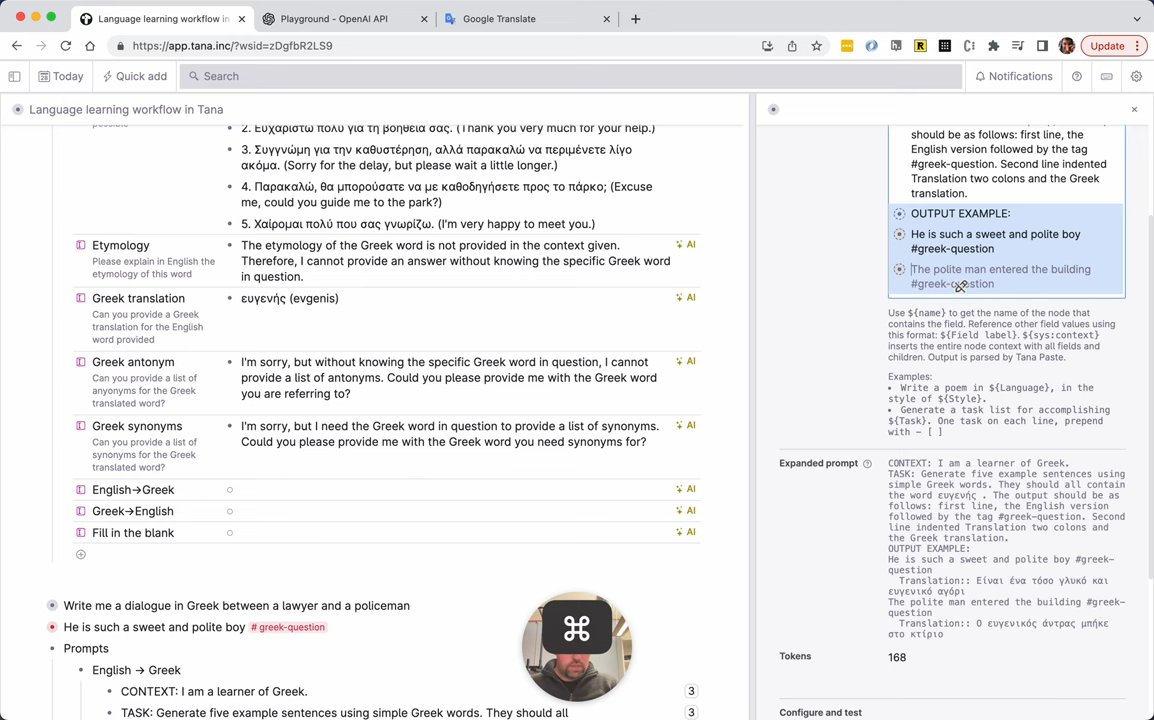 Language learning workflow in
Playground - OpenAI API
Google Translate
https://app.tana.inc/?wsid=zDgfbR2LS9
Update
Today
Quick add
Search
Notifications
Language learning workflow in Tana
2. Ευχαριστώ πολύ για τη βοήθειά σας. (Thank you very much for your help.)
3. Συγγνώμη για την καθυστέρηση, αλλά παρακαλώ να περιμένετε λίγο
ακόμα. (Sorry for the delay, but please wait a little longer.)
4. Παρακαλώ, θα μπορούσατε να με καθοδηγήσετε προς το πάρκο; (Excuse
me, could you guide me to the park?)
5. Χαίρομαι πολύ που σας γνωρίζω. (I'm very happy to meet you.)
Etymology
Please explain in English the
etymology of this word
The etymology of the Greek word is not provided in the context given.
Therefore, I cannot provide an answer without knowing the specific Greek word
in question.
AI
Greek translation
Can you provide a Greek
translation for the English
word provided
ευγενής (evgenis)
AI
Greek antonym
Can you provide a list of
anyonyms for the Greek
translated word?
I'm sorry, but without knowing the specific Greek word in question, I cannot
provide a list of antonyms. Could you please provide me with the Greek word
you are referring to?
AI
Greek synonyms
Can you provide a list of
synonyms for the Greek
translated word?
I'm sorry, but I need the Greek word in question to provide a list of synonyms.
Could you please provide me with the Greek word you need synonyms for?
AI
English→Greek
AI
Greek→English
AI
Fill in the blank
AI
Write me a dialogue in Greek between a lawyer and a policeman
He is such a sweet and polite boy # greek-question
Prompts
English → Greek
CONTEXT: I am a learner of Greek.
3
TASK: Generate five example sentences using simple Greek words. They should all
3
⌘
should be as follows: first line, the
English version followed by the tag
#greek-question. Second line indented
Translation two colons and the Greek
translation.
OUTPUT EXAMPLE:
He is such a sweet and polite boy
#greek-question
The polite man entered the building
#greek-question
Use ${name} to get the name of the node that
contains the field. Reference other field values using
this format: ${Field label}. ${sys:context}
inserts the entire node context with all fields and
children. Output is parsed by Tana Paste.
Examples:
• Write a poem in ${Language}, in the
style of ${Style}.
• Generate a task list for accomplishing
${Task}. One task on each line, prepend
with - [ ]
Expanded prompt
CONTEXT: I am a learner of Greek.
TASK: Generate five example sentences using
simple Greek words. They should all contain
the word ευγενής . The output should be as
follows: first line, the English version
followed by the tag #greek-question. Second
line indented Translation two colons and
the Greek translation.
OUTPUT EXAMPLE:
He is such a sweet and polite boy #greek-
question
Translation:: Είναι ένα τόσο γλυκό και
ευγενικό αγόρι
The polite man entered the building #greek-
question
Translation:: Ο ευγενικός άντρας μπήκε
στο κτίριο
Tokens
168
Configure and test